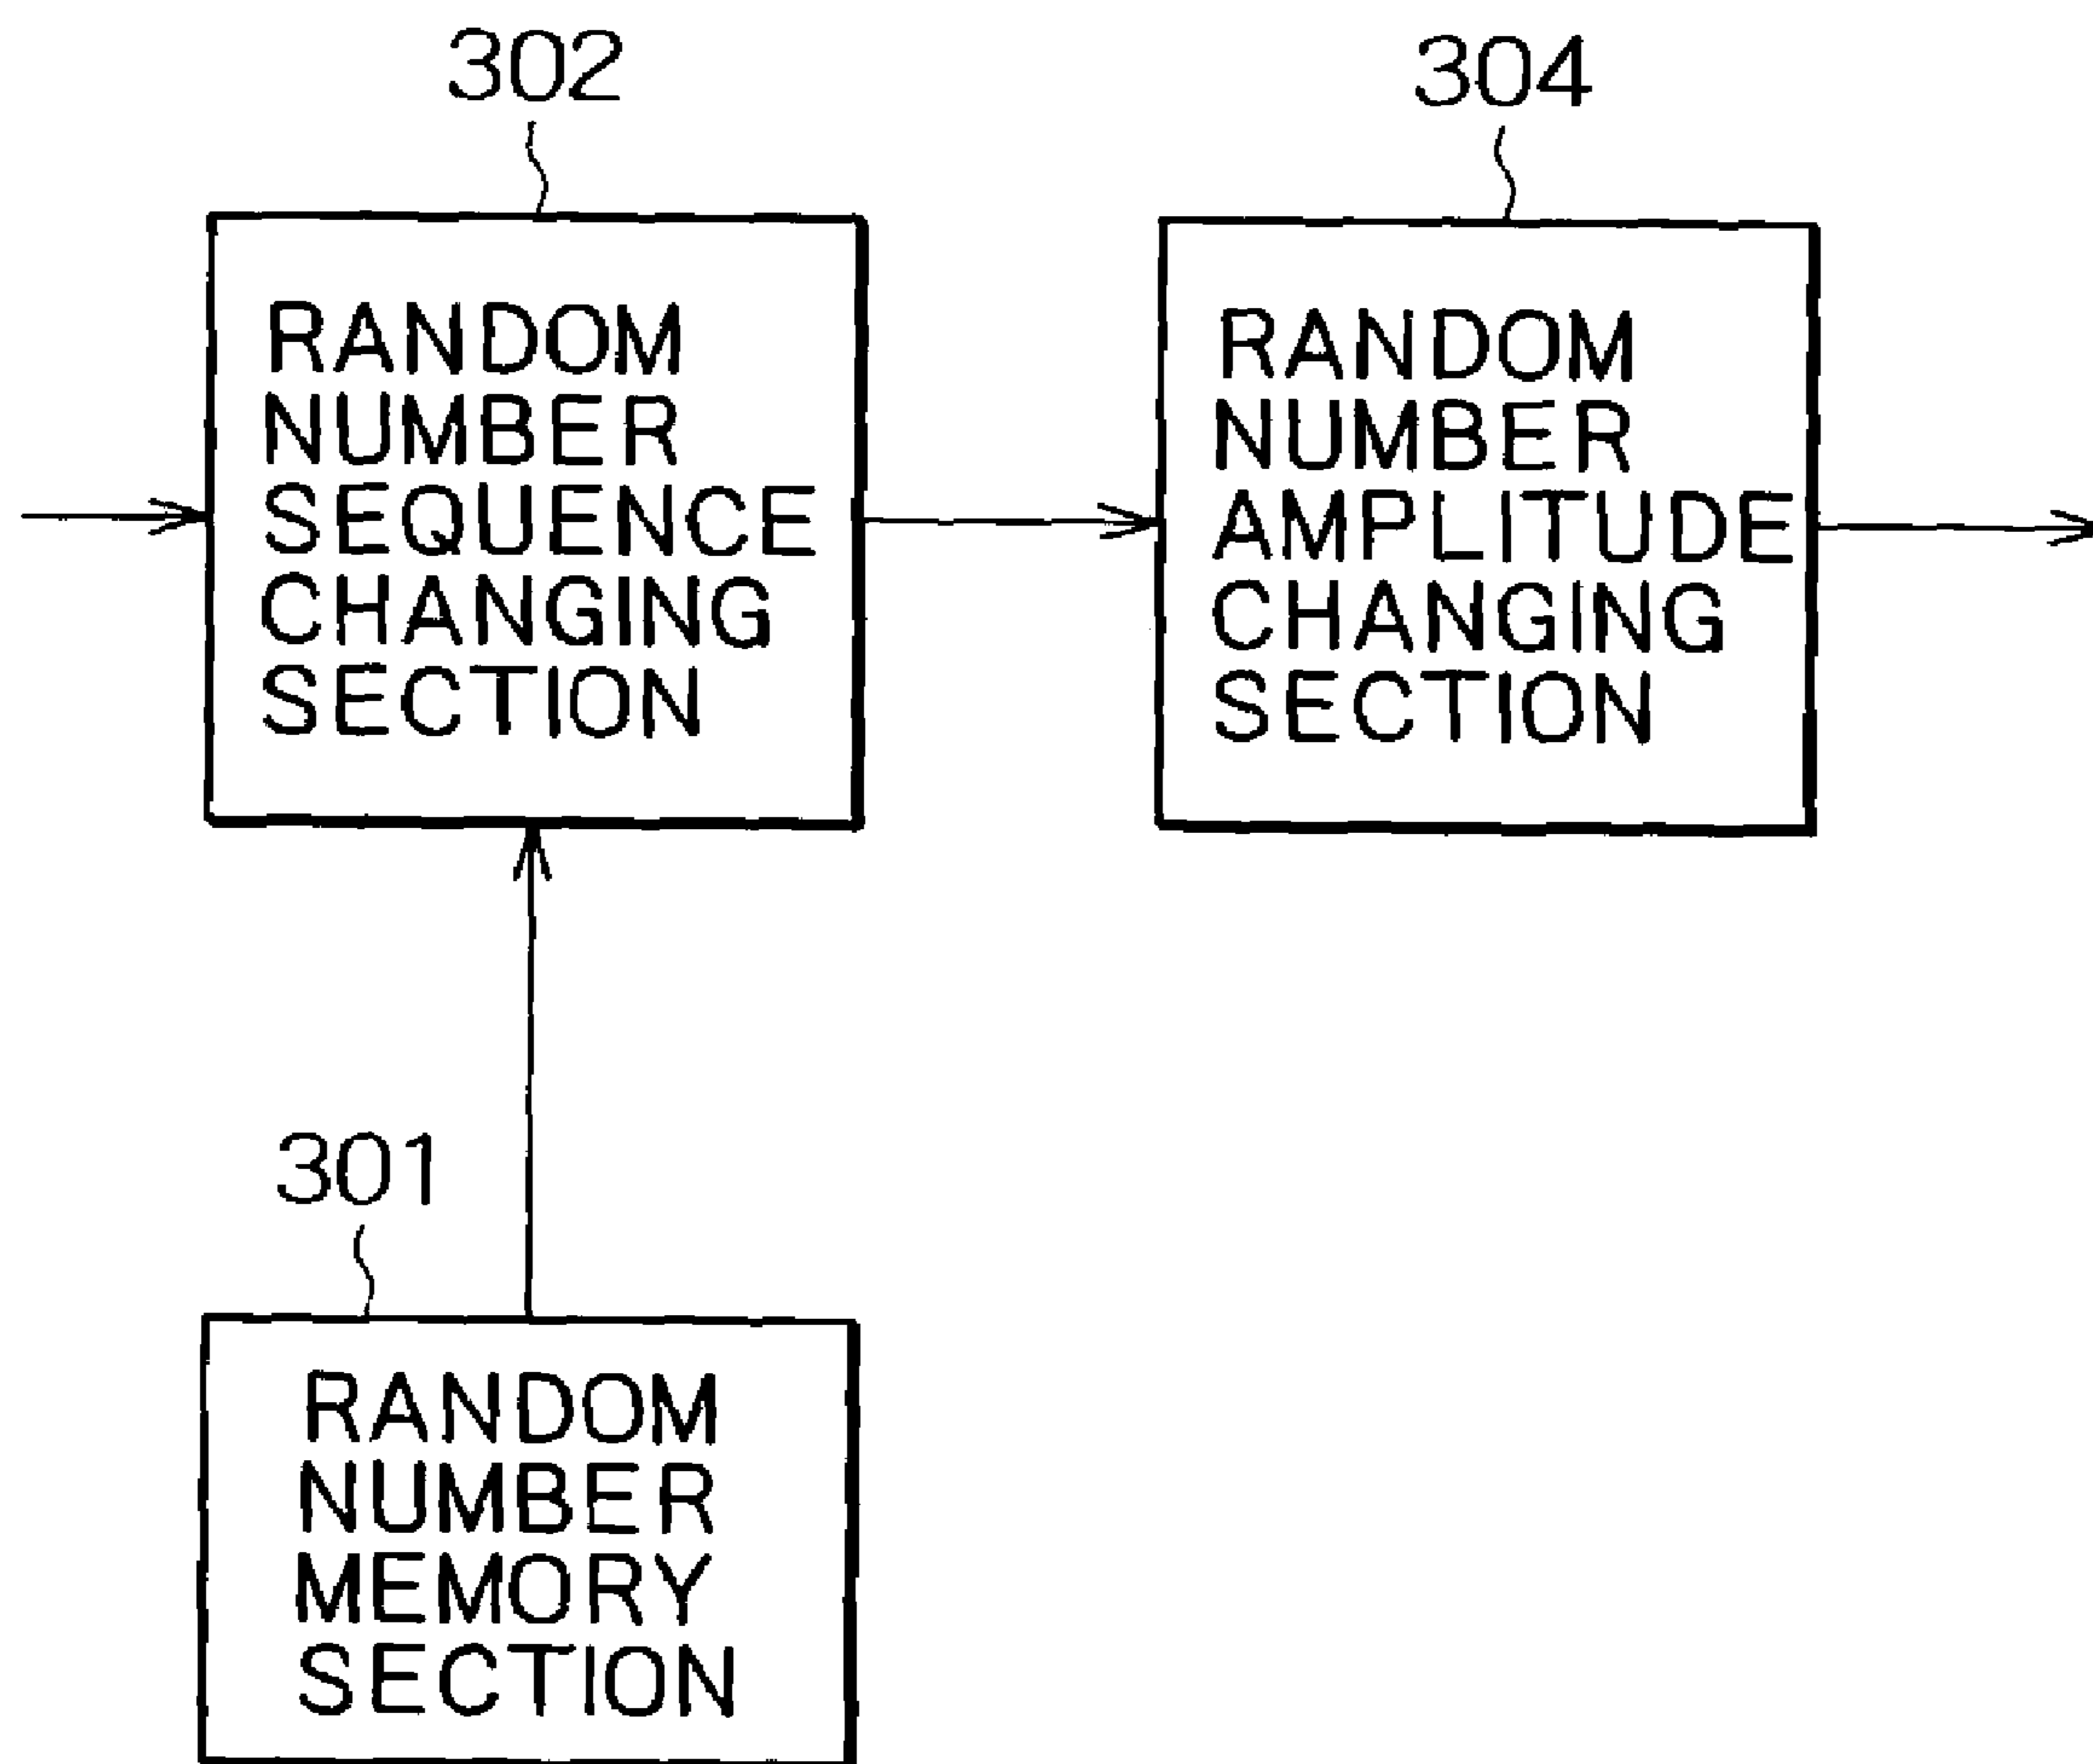 302
RANDOM
NUMBER
SEQUENCE
CHANGING
SECTION
304
RANDOM
NUMBER
AMPLITUDE
CHANGING
SECTION
301
RANDOM
NUMBER
MEMORY
SECTION